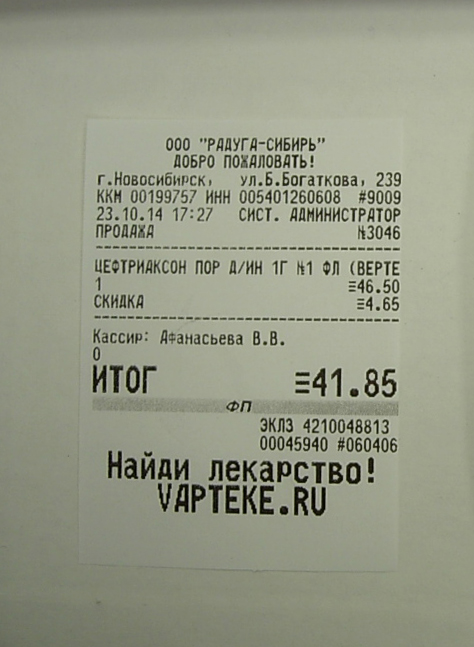 ООО "РАДУГА-СИБИРЬ"
ДОБРО ПОЖАЛОВАТЬ!
г.Новосибирск, ул.Б.Богаткова, 239
ККМ 00199757 ИНН 005401260608 #9009
23.10.14 17:27 СИСТ. АДМИНИСТРАТОР
ПРОДАЖА №3046
ЦЕФТРИАКСОН ПОР Д/ИН 1Г №1 ФЛ (ВЕРТЕ
1 ≡46.50
СКИДКА ≡4.65
Кассир: Афанасьева В.В.
0
ИТОГ ≡41.85
ФП
ЭКЛЗ 4210048813
00045940 #060406
Найди лекарство!
VAPTEKE.RU